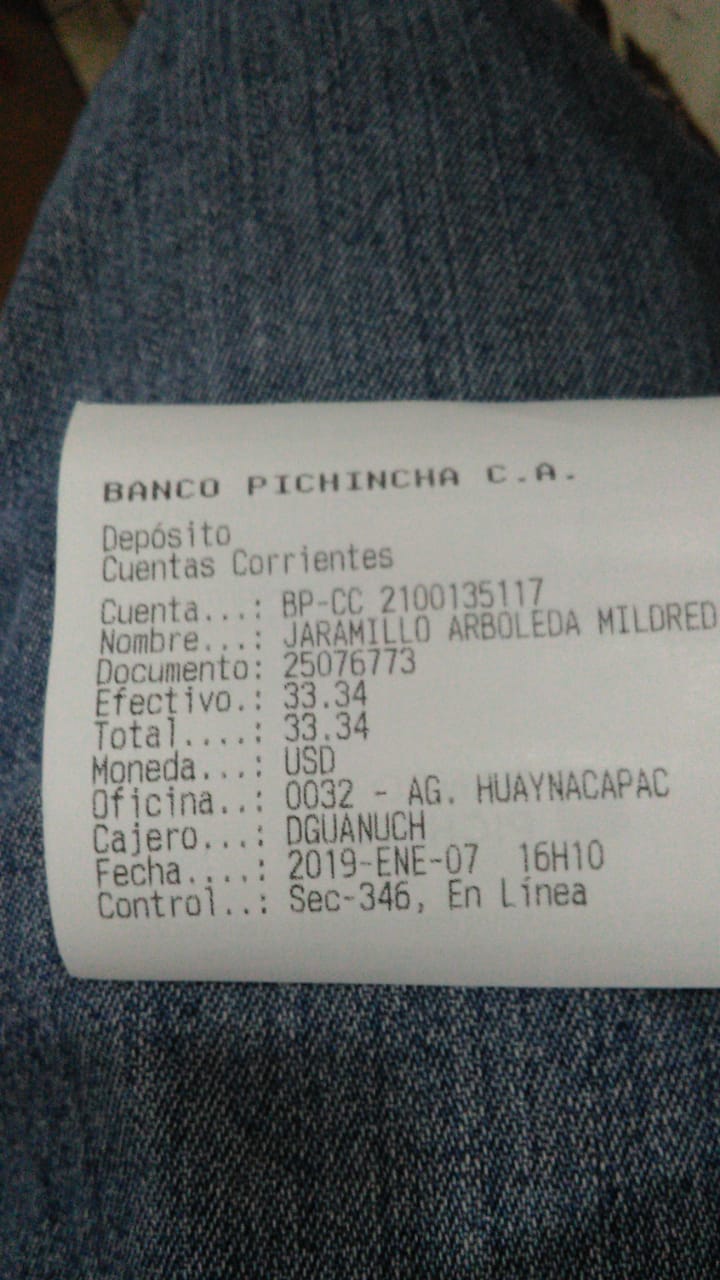 BANCO PICHINCHA C.A.
Depósito
Cuentas Corrientes
Cuenta...: BP-CC 2100135117
Nombre...: JARAMILLO ARBOLEDA MILDRED
Documento: 25076773
Efectivo.: 33.34
Total....: 33.34
Moneda...: USD
Oficina..: 0032 - AG. HUAYNACAPAC
Cajero...: DGUANUCH
Fecha....: 2019-ENE-07 16H10
Control..: Sec-346, En Línea